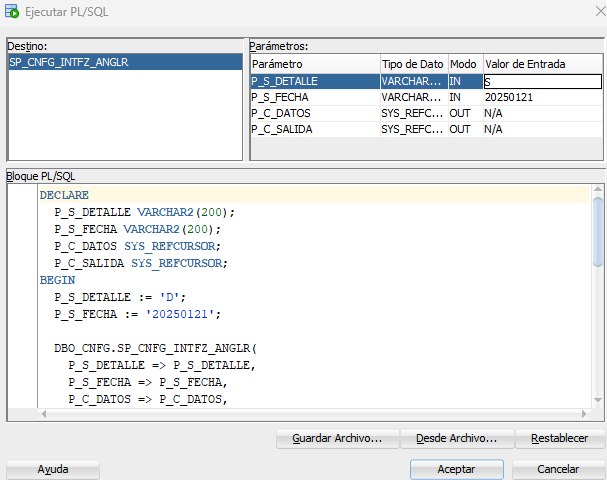 Ejecutar PL/SQL
Destino:
SP_CNFG_INTFZ_ANGLR
Parámetros:
Parámetro Tipo de Dato Modo Valor de Entrada
P_S_DETALLE VARCHAR... IN S
P_S_FECHA VARCHAR... IN 20250121
P_C_DATOS SYS_REFC... OUT N/A
P_C_SALIDA SYS_REFC... OUT N/A
Bloque PL/SQL
DECLARE
P_S_DETALLE VARCHAR2(200);
P_S_FECHA VARCHAR2(200);
P_C_DATOS SYS_REFCURSOR;
P_C_SALIDA SYS_REFCURSOR;
BEGIN
P_S_DETALLE := 'D';
P_S_FECHA := '20250121';
DBO_CNFG.SP_CNFG_INTFZ_ANGLR(
P_S_DETALLE => P_S_DETALLE,
P_S_FECHA => P_S_FECHA,
P_C_DATOS => P_C_DATOS,
Guardar Archivo... Desde Archivo... Restablecer
Ayuda Aceptar Cancelar